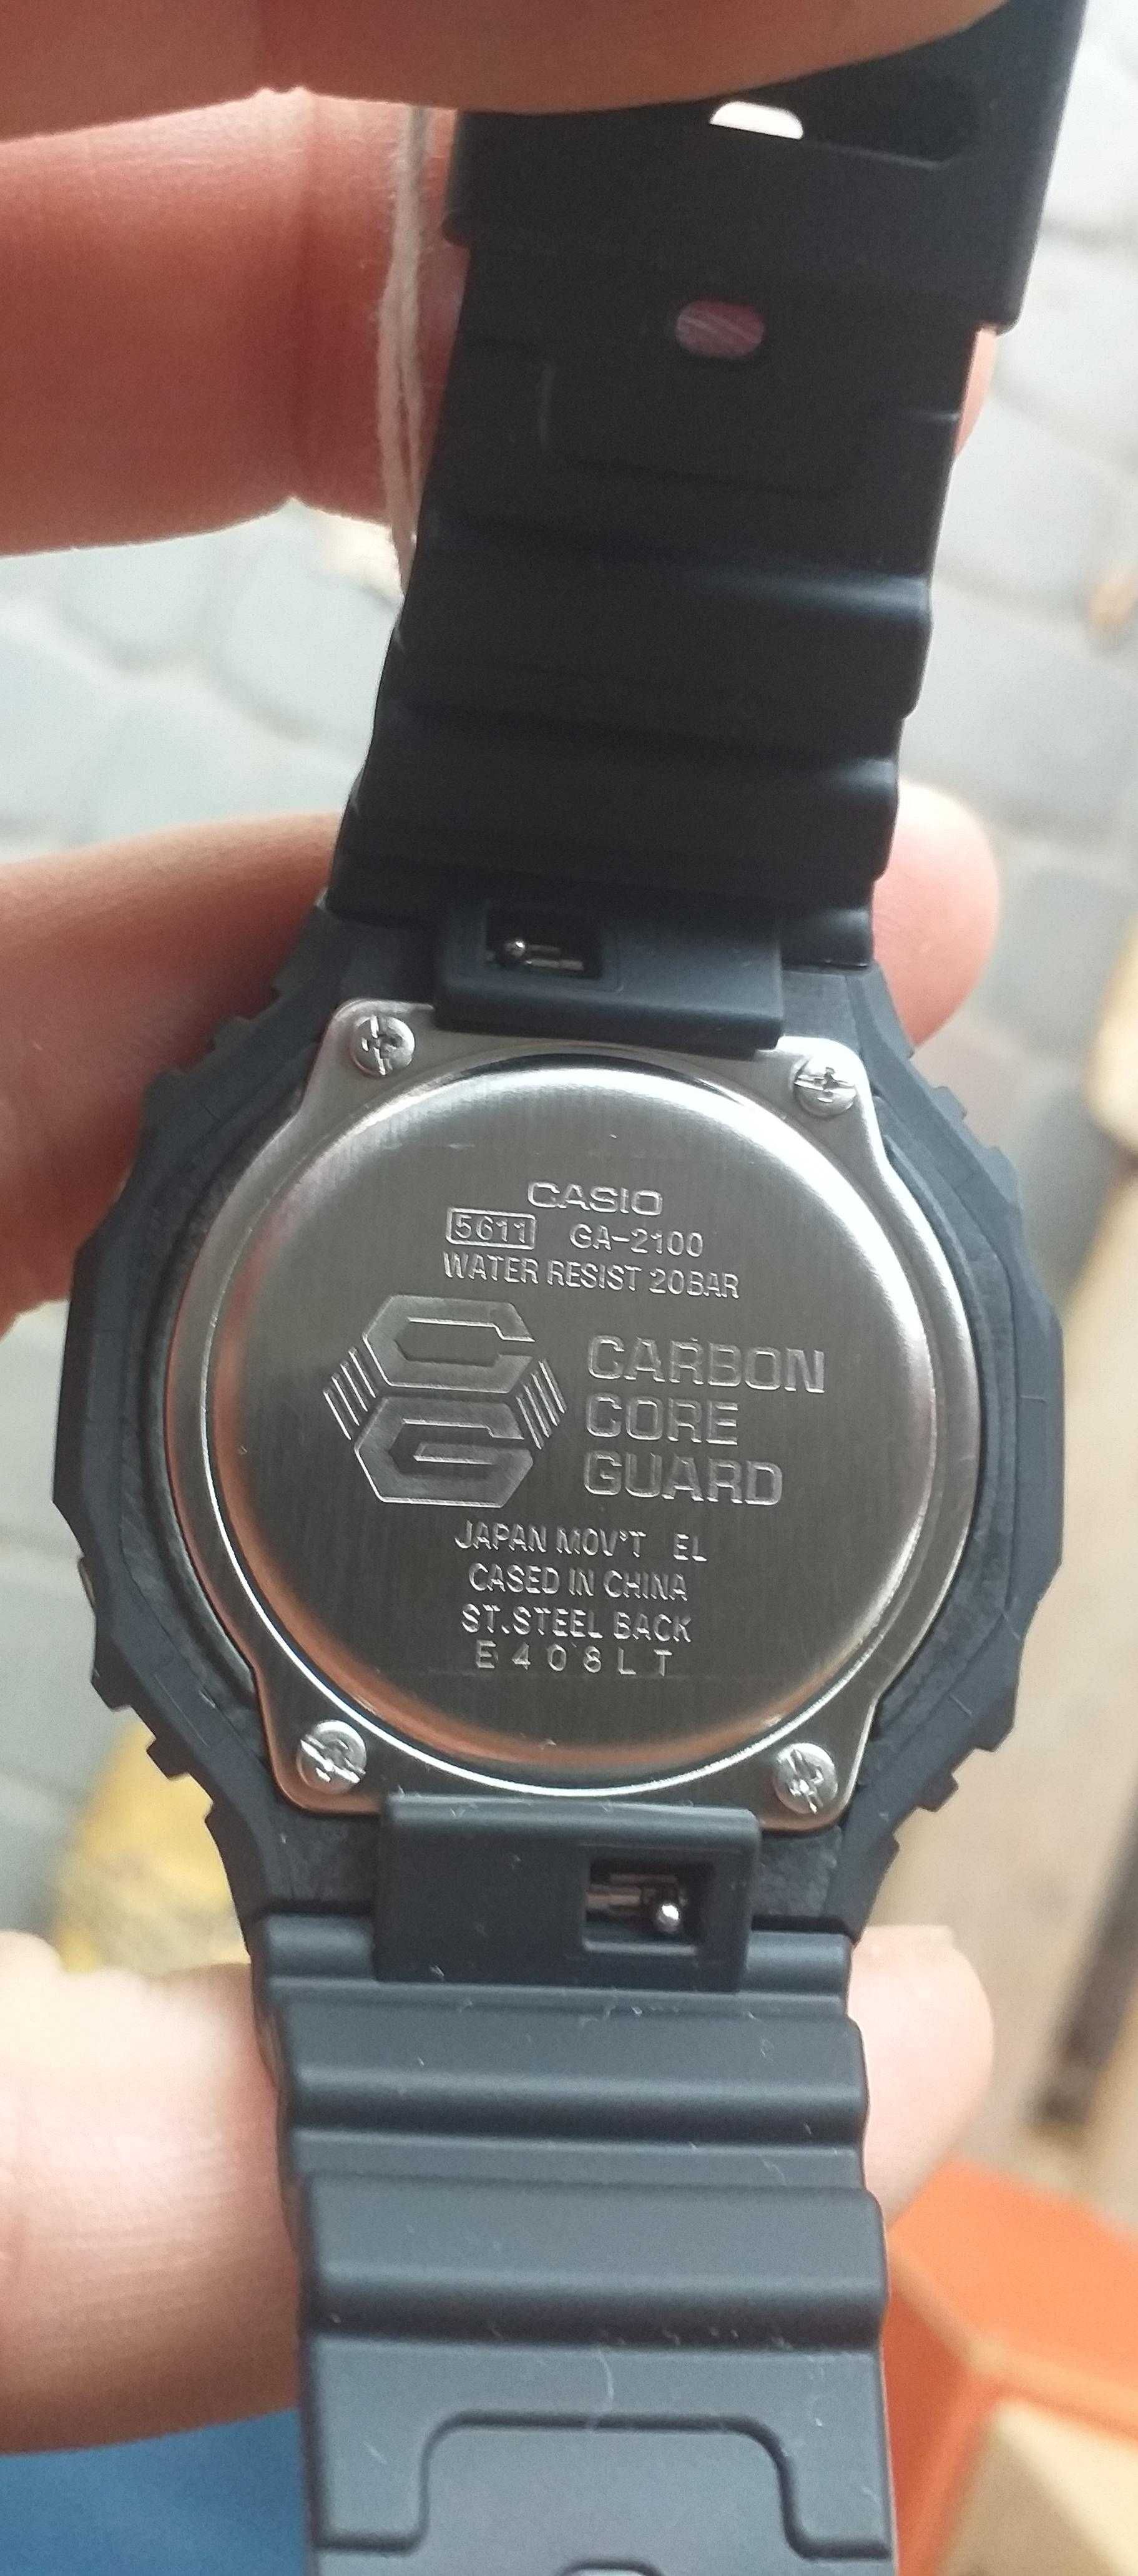 CASIO
5611 GA-2100
WATER RESIST 20BAR
CARBON
CORE
GUARD
JAPAN MOV'T EL
CASED IN CHINA
ST.STEEL BACK
E408LT